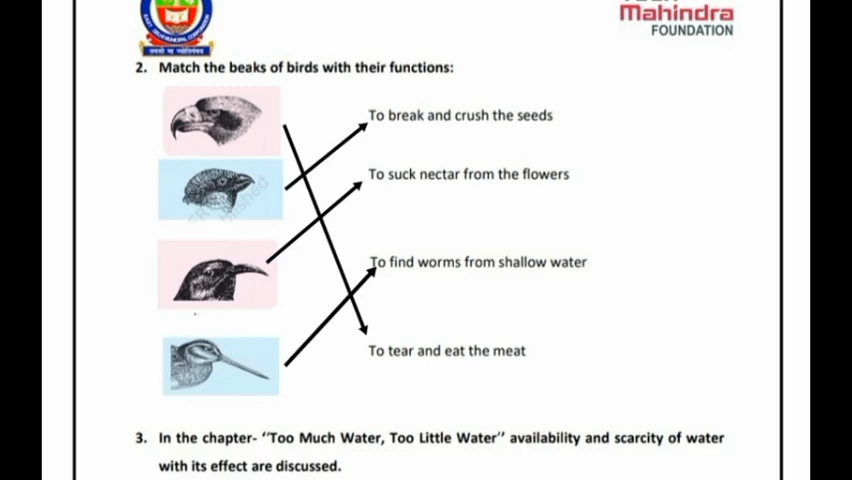 Mahindra
FOUNDATION
2. Match the beaks of birds with their functions:
To break and crush the seeds
To suck nectar from the flowers
To find worms from shallow water
To tear and eat the meat
3. In the chapter- “Too Much Water, Too Little Water” availability and scarcity of water
with its effect are discussed.